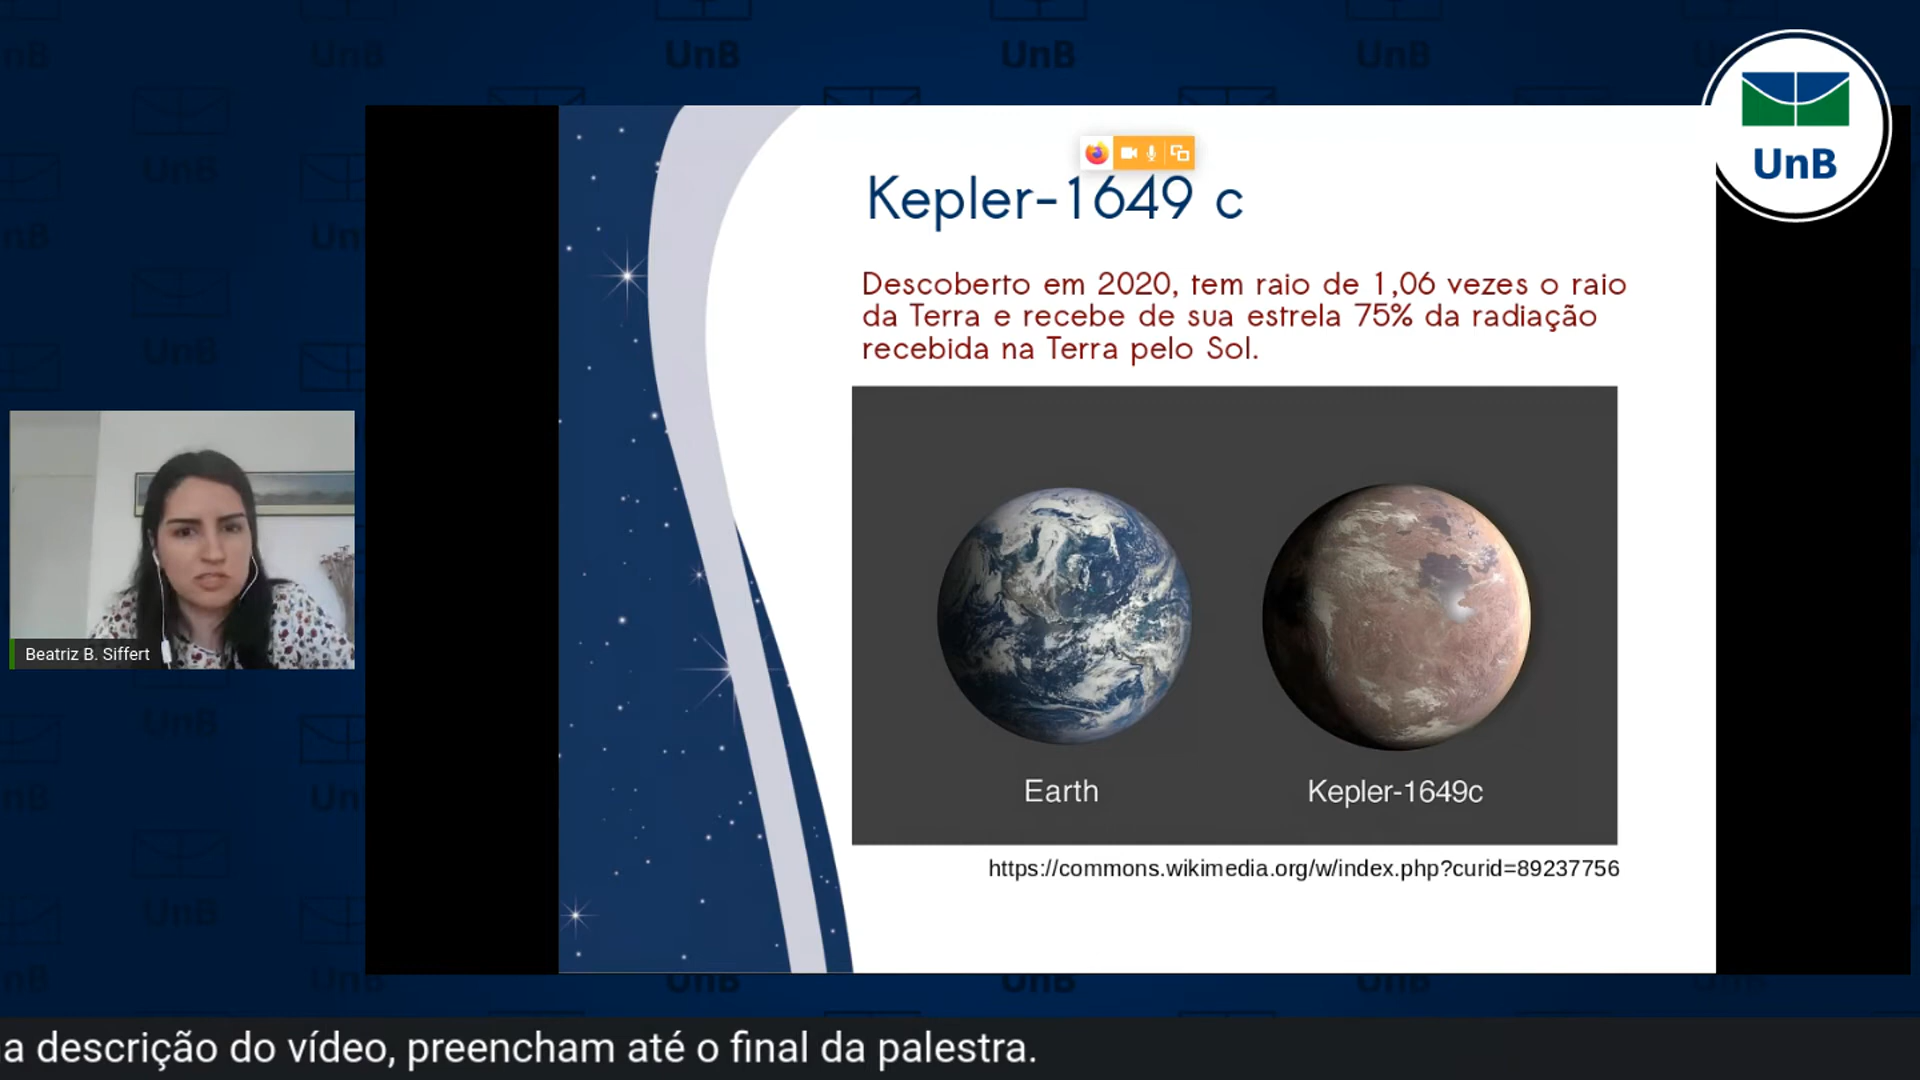 UnB
Kepler-1649 c
Descoberto em 2020, tem raio de 1,06 vezes o raio
da Terra e recebe de sua estrela 75% da radiação
recebida na Terra pelo Sol.
Earth
Kepler-1649c
https://commons.wikimedia.org/w/index.php?curid=89237756
Beatriz B. Siffert
a descrição do vídeo, preencham até o final da palestra.